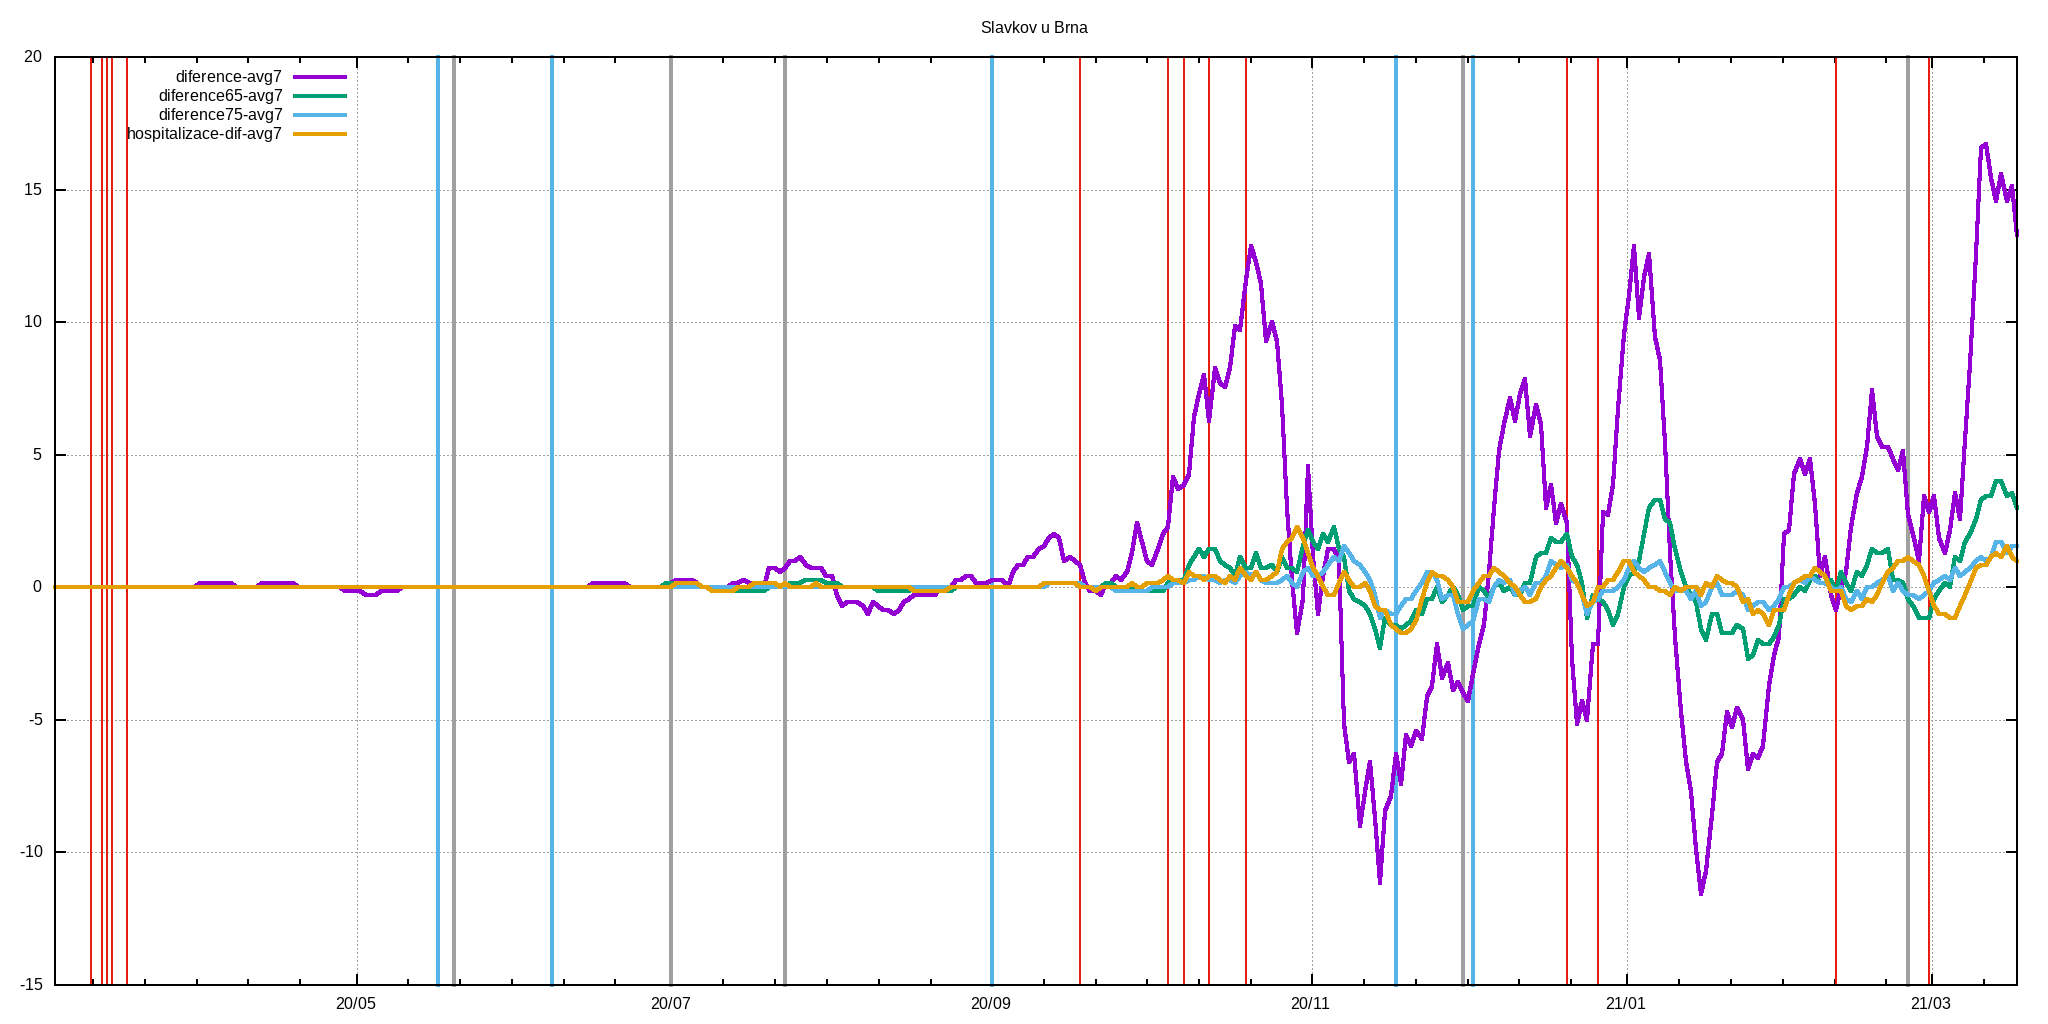 Slavkov u Brna
20
diference-avg7
diference65-avg7
diference75-avg7
hospitalizace-dif-avg7
15
10
5
0
-5
-10
-15
20/05 20/07 20/09 20/11 21/01 21/03